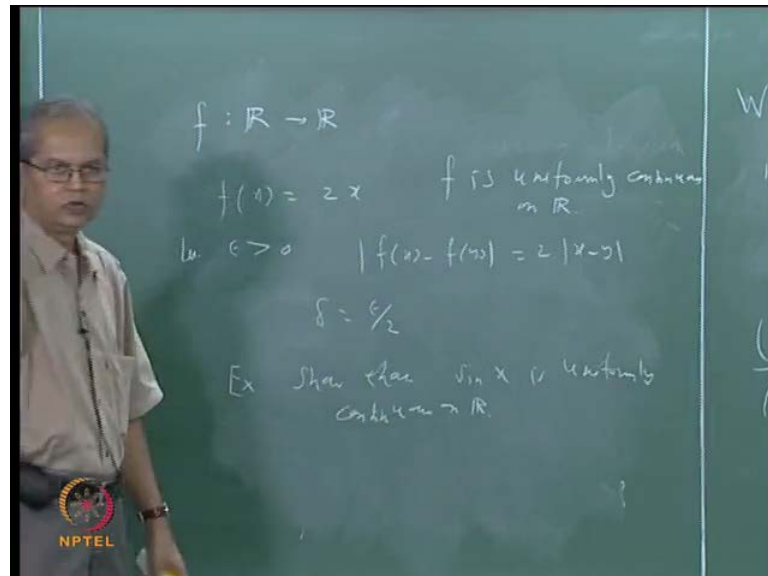 f : ℝ → ℝ
f(x) = 2x
f is uniformly continuous
on ℝ.
Let ϵ > 0 |f(x) - f(y)| = 2 |x-y|
δ = ϵ/2
Ex Show that sin x is uniformly
continuous on ℝ.
W
NPTEL